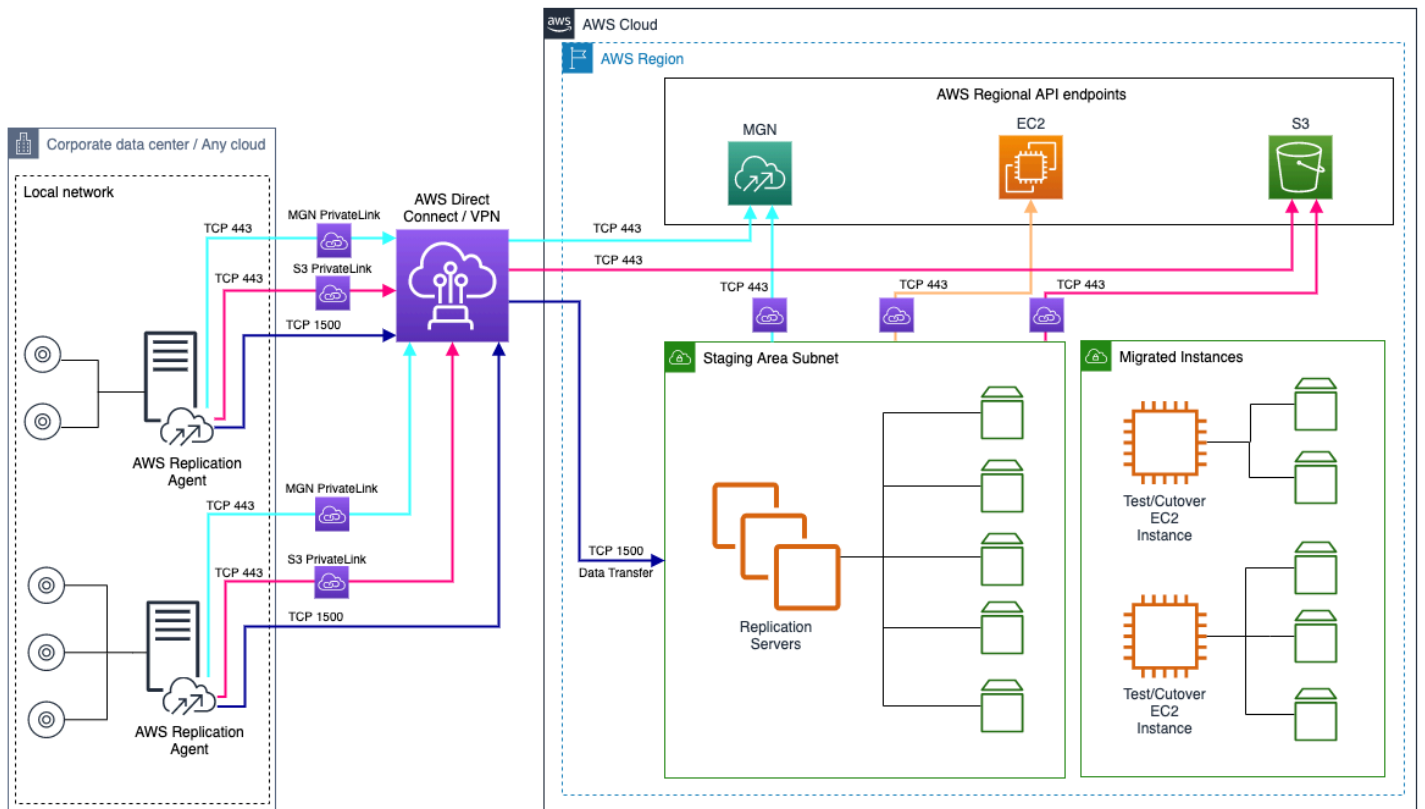 aws
AWS Cloud
AWS Region
AWS Regional API endpoints
MGN
EC2
S3
Corporate data center / Any cloud
Local network
AWS Direct
Connect / VPN
MGN PrivateLink
TCP 443
TCP 443
S3 PrivateLink
TCP 443
TCP 443
TCP 1500
TCP 443
TCP 443
TCP 443
AWS Replication
Agent
MGN PrivateLink
TCP 443
S3 PrivateLink
TCP 443
TCP 1500
AWS Replication
Agent
TCP 1500
Data Transfer
Staging Area Subnet
Replication
Servers
Migrated Instances
Test/Cutover
EC2
Instance
Test/Cutover
EC2
Instance